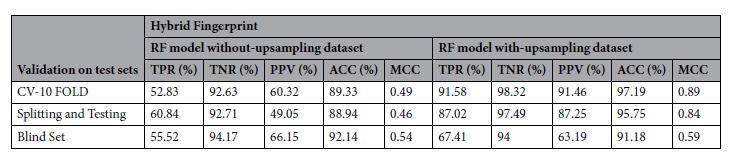 Hybrid Fingerprint
RF model without-upsampling dataset RF model with-upsampling dataset
Validation on test sets TPR (%) TNR (%) PPV (%) ACC (%) MCC TPR (%) TNR (%) PPV (%) ACC (%) MCC
CV-10 FOLD 52.83 92.63 60.32 89.33 0.49 91.58 98.32 91.46 97.19 0.89
Splitting and Testing 60.84 92.71 49.05 88.94 0.46 87.02 97.49 87.25 95.75 0.84
Blind Set 55.52 94.17 66.15 92.14 0.54 67.41 94 63.19 91.18 0.59